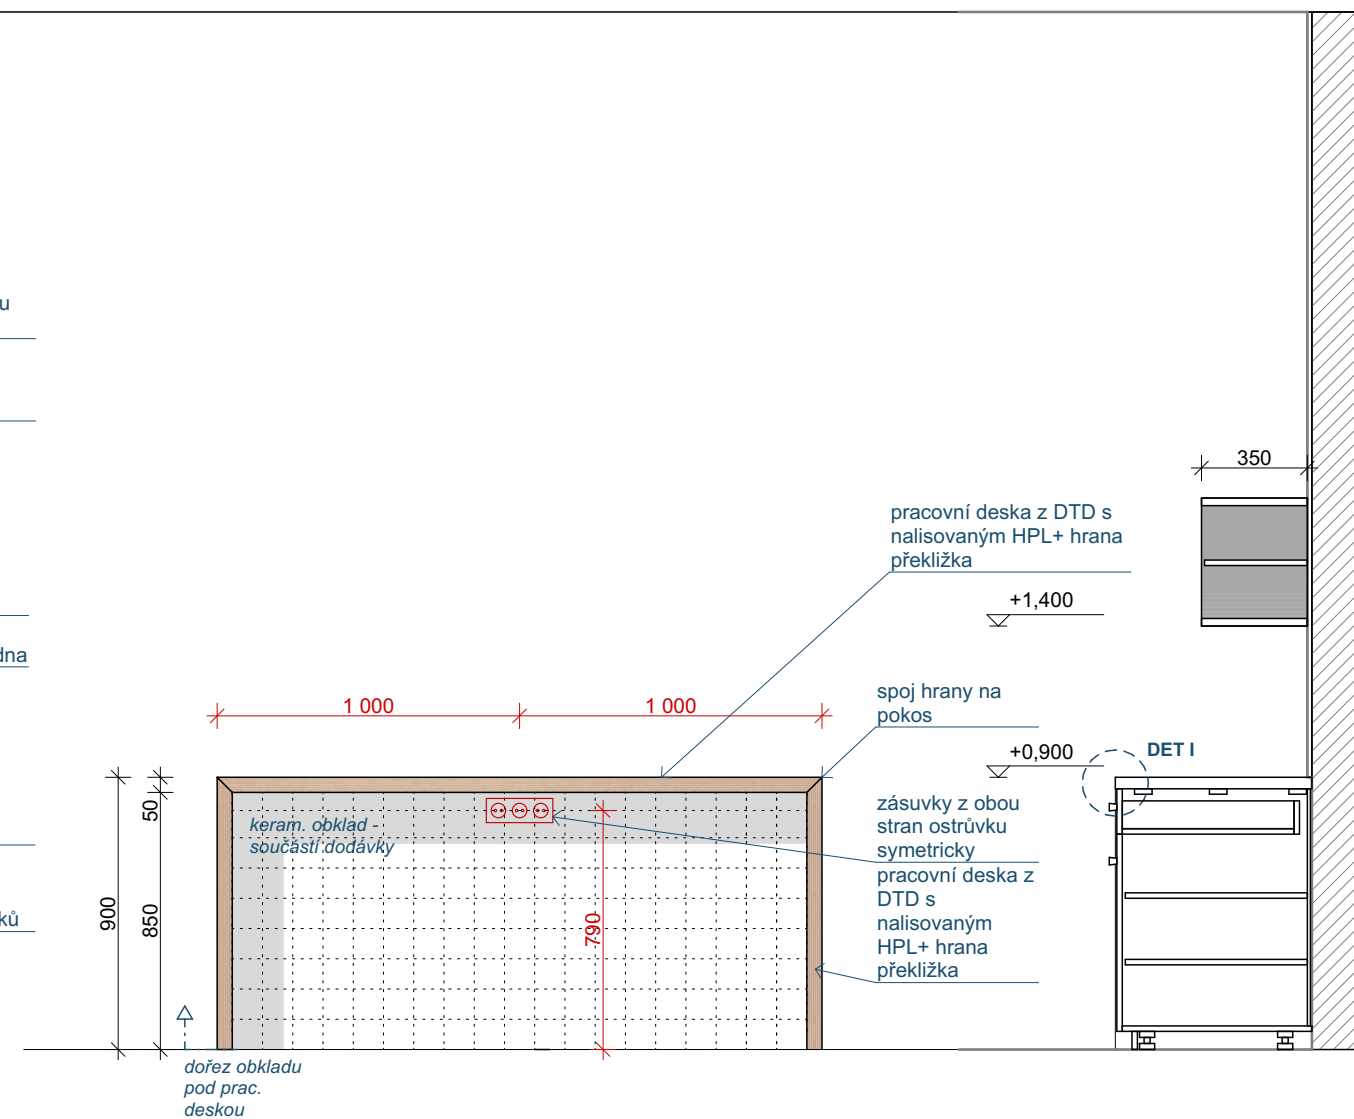 u
dna
ků
350
pracovní deska z DTD s
nalisovaným HPL+ hrana
překližka
+1,400
spoj hrany na
pokos
1 000
1 000
+0,900
DET I
50
900
850
keram. obklad -
součástí dodávky
790
zásuvky z obou
stran ostrůvku
symetricky
pracovní deska z
DTD s
nalisovaným
HPL+ hrana
překližka
dořez obkladu
pod prac.
deskou